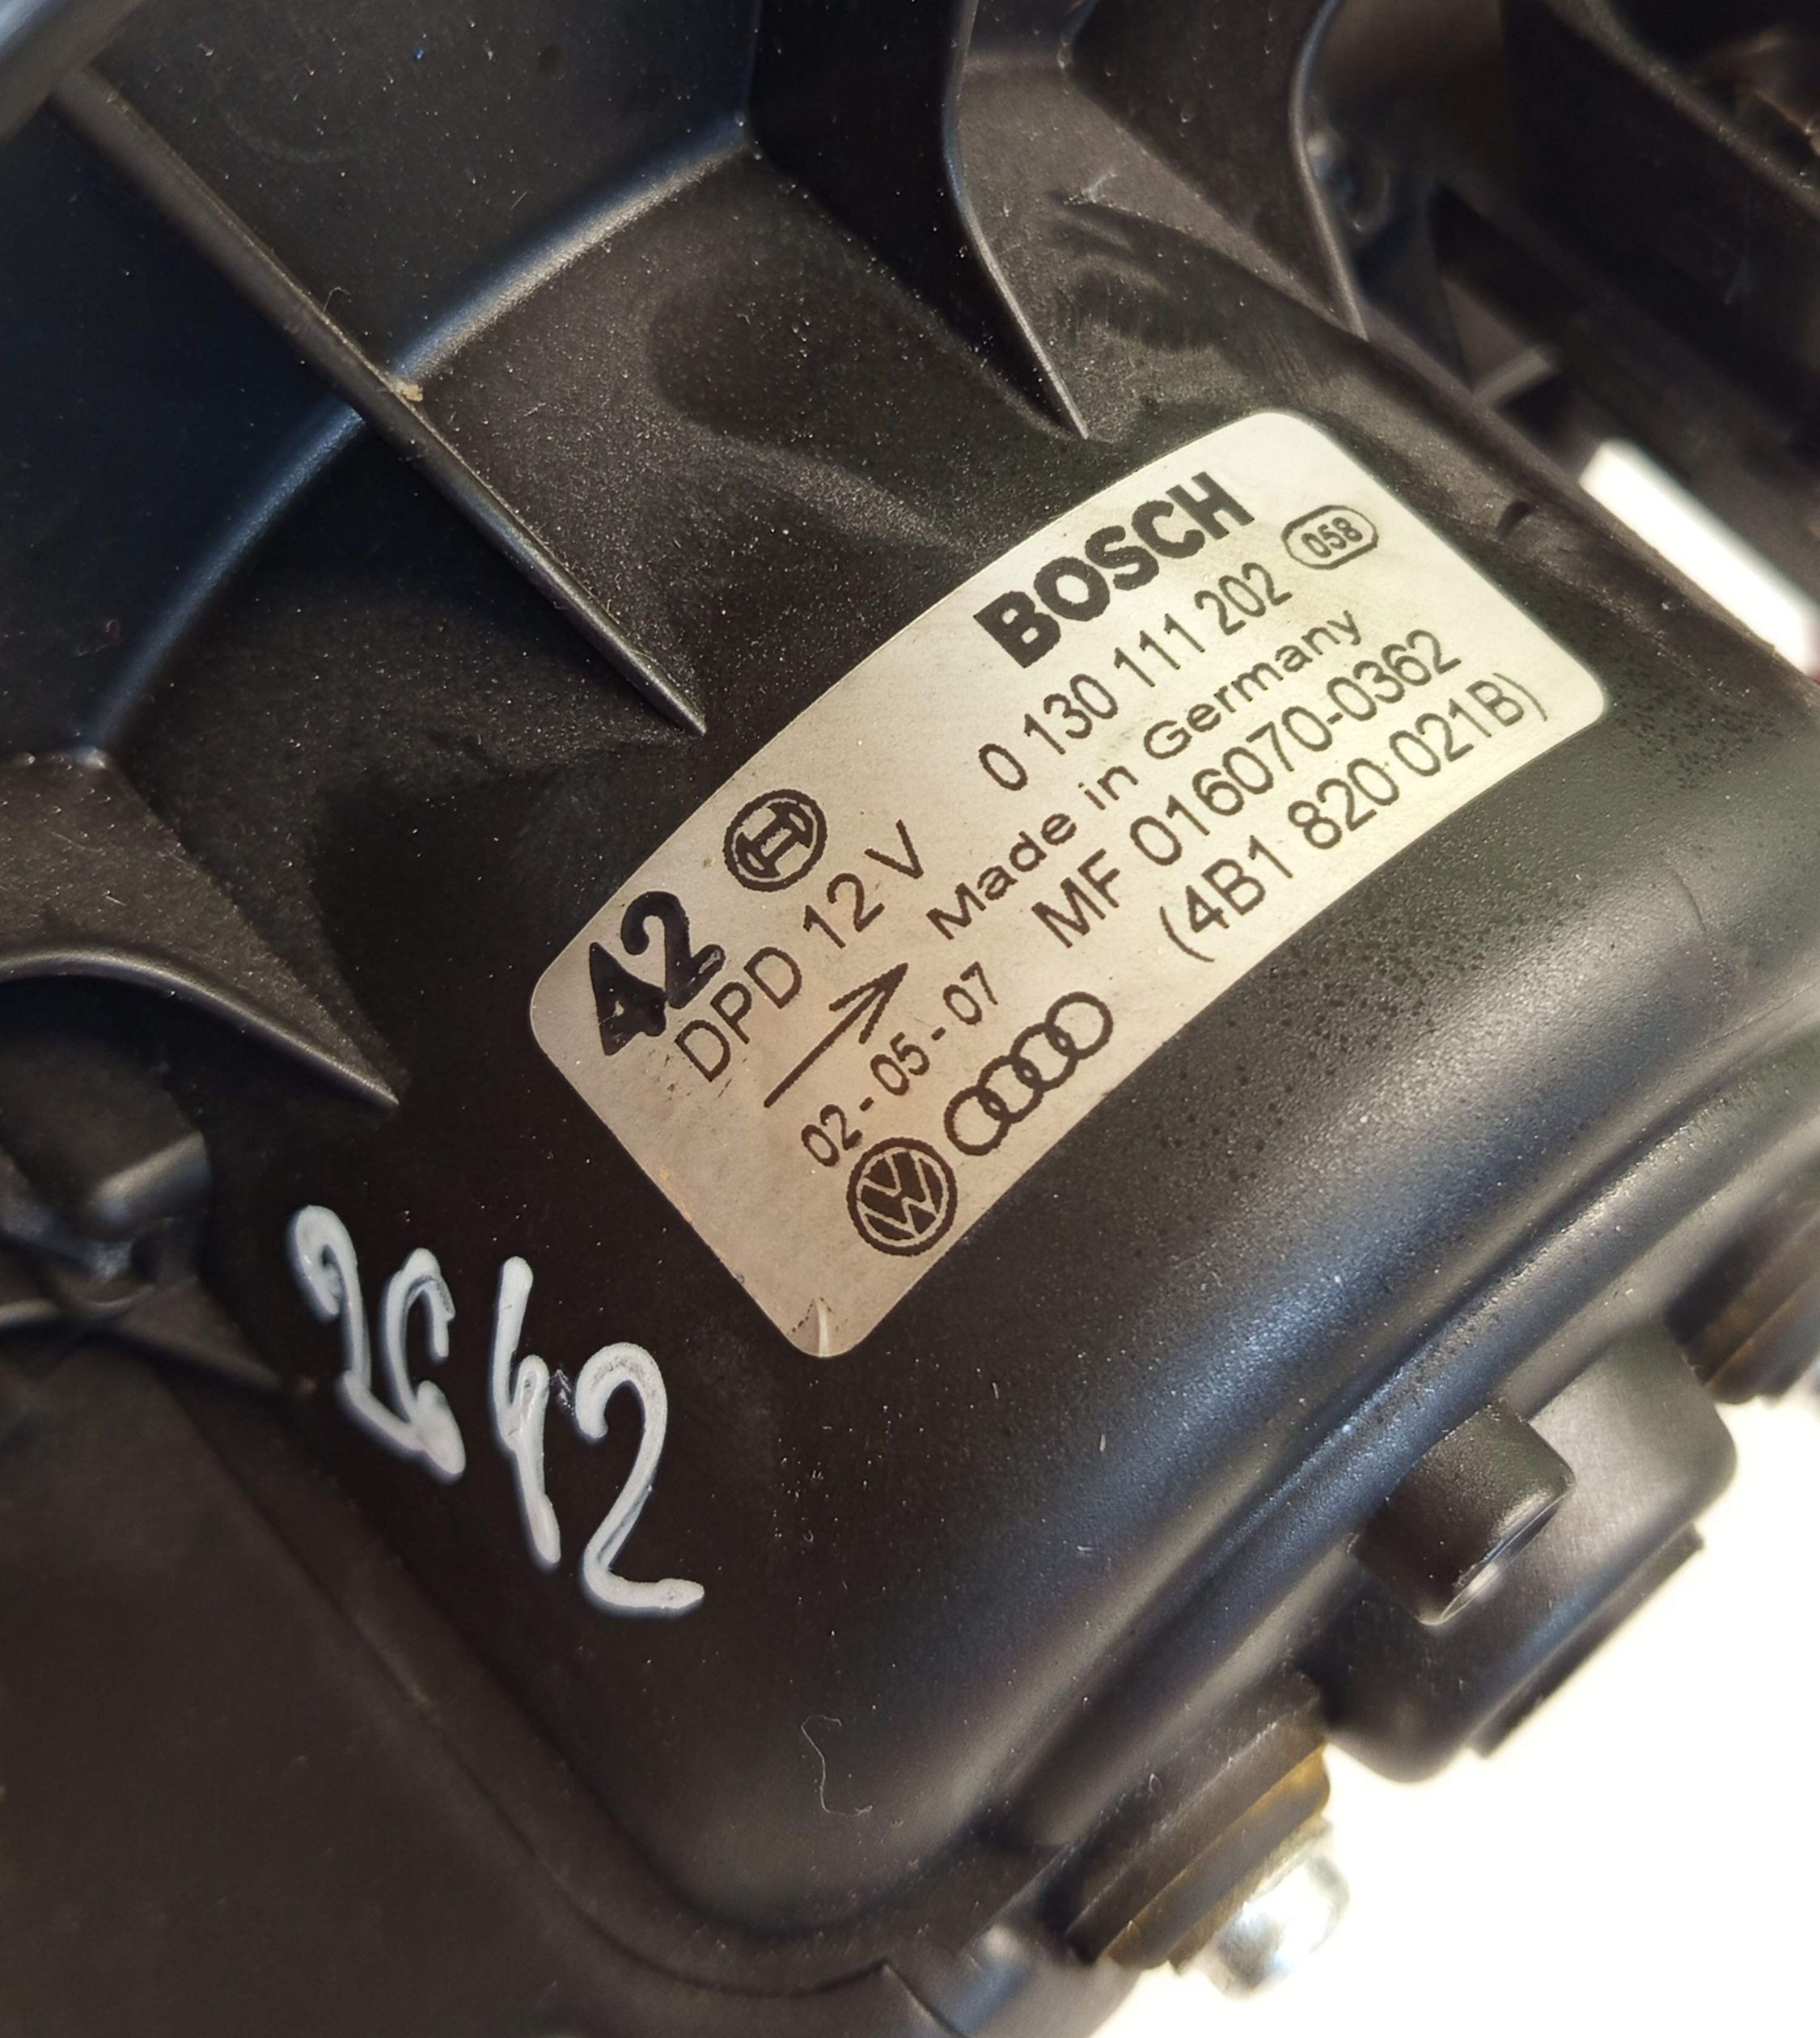 BOSCH
42 0 130 111 202 058
DPD 12 V Made in Germany
MF 016070-0362
02-05-07 (4B1 820 021B)
2642